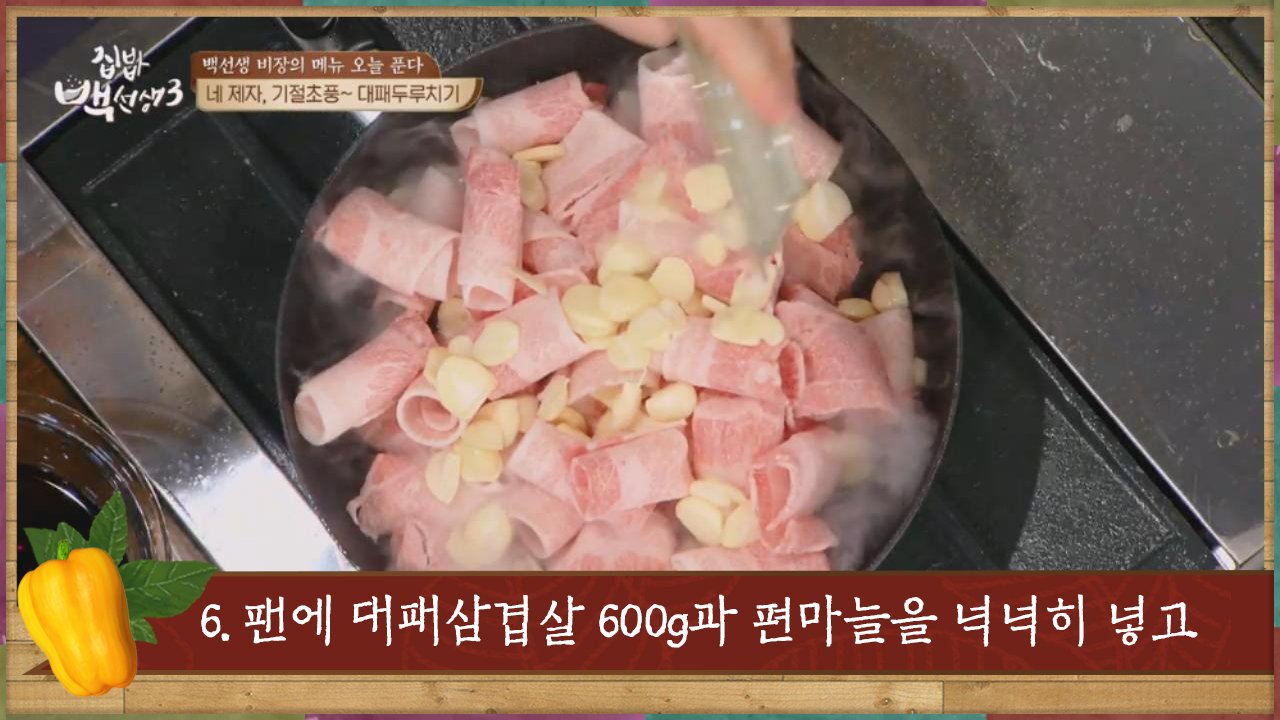 집밥
백선생3
백선생 비장의 메뉴 오늘 푼다
네 제자, 기절초풍~ 대패두루치기
6. 팬에 대패삼겹살 600g과 편마늘을 넉넉히 넣고